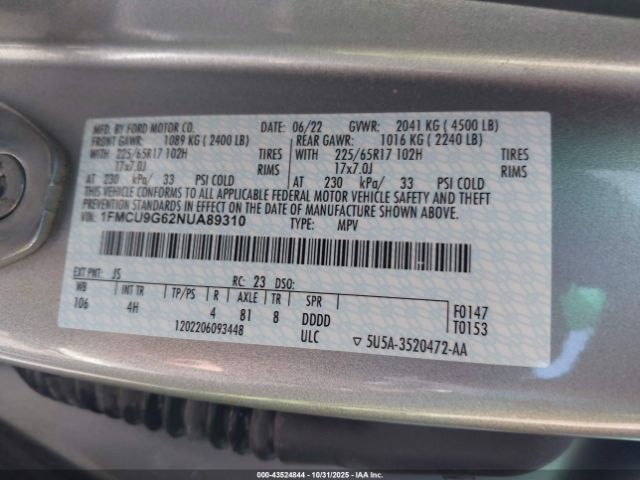 MFD. BY FORD MOTOR CO. DATE: 06/22 GVWR: 2041 KG ( 4500 LB)
FRONT GAWR: 1089 KG ( 2400 LB) REAR GAWR: 1016 KG ( 2240 LB)
WITH 225/65R17 102H TIRES WITH 225/65R17 102H TIRES
17x7.0J RIMS 17x7.0J RIMS
AT 230 kPa/ 33 PSI COLD AT 230 kPa/ 33 PSI COLD
THIS VEHICLE CONFORMS TO ALL APPLICABLE FEDERAL MOTOR VEHICLE SAFETY AND THEFT
PREVENTION STANDARDS IN EFFECT ON THE DATE OF MANUFACTURE SHOWN ABOVE.
VIN: 1FMCU9G62NUA89310 TYPE: MPV
EXT PNT: JS RC: 23 DSO:
WB INT TR TP/PS R AXLE TR SPR
106 4H 4 81 8 DDDD
F0147
T0153
1202206093448 ULC ▽ 5U5A-3520472-AA
000-43524844 | 10/31/2025 | IAAI.COM